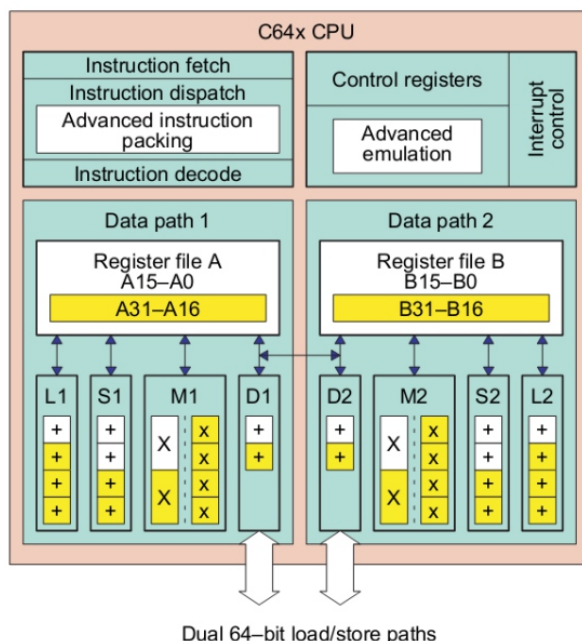 C64x CPU
Instruction fetch
Instruction dispatch
Advanced instruction
packing
Instruction decode
Control registers
Advanced
emulation
Interrupt
control
Data path 1
Register file A
A15–A0
A31–A16
Data path 2
Register file B
B15–B0
B31–B16
L1 S1 M1 D1 D2 M2 S2 L2
+ + X x + + X x + +
+ + x + + x + +
+ + X x X x + +
+ + x x + +
Dual 64–bit load/store paths